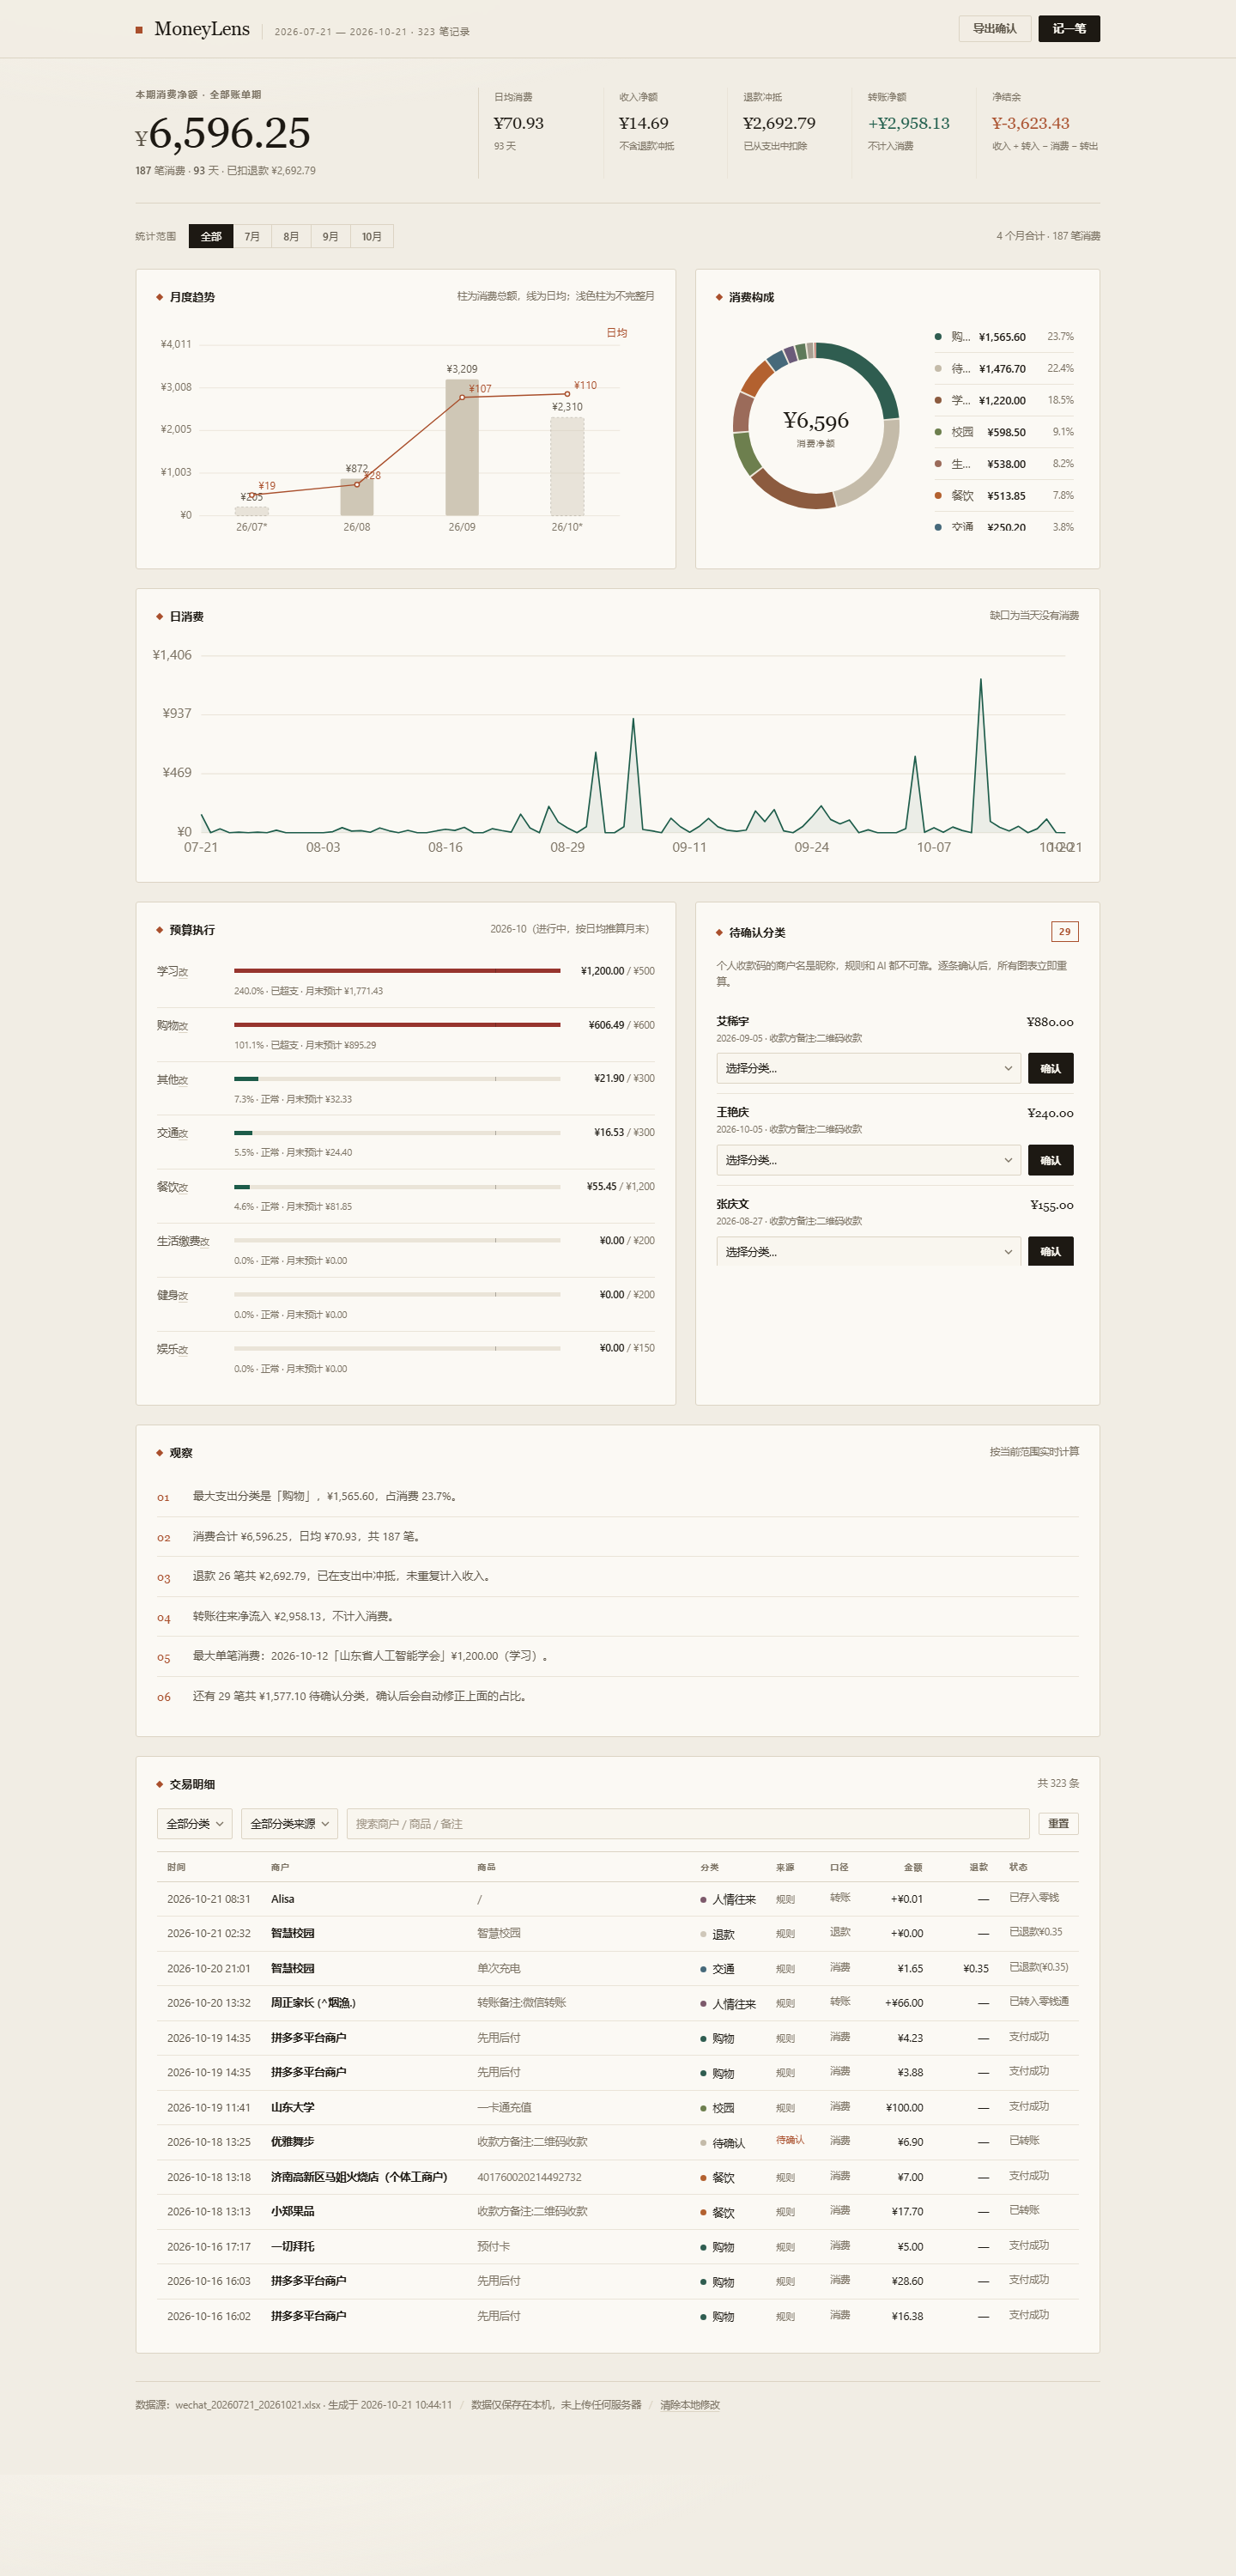 MoneyLens 2026-07-21 — 2026-10-21 · 323 笔记录 导出确认 记一笔
本期消费净额 · 全部账单期
¥6,596.25
187 笔消费 · 93 天 · 已扣退款 ¥2,692.79
日均消费
¥70.93
93 天
收入净额
¥14.69
不含退款冲抵
退款冲抵
¥2,692.79
已从支出中扣除
转账净额
+¥2,958.13
不计入消费
净结余
¥-3,623.43
收入 + 转入 − 消费 − 转出
统计范围 全部 7月 8月 9月 10月 4 个月合计 · 187 笔消费
月度趋势 柱为消费总额，线为日均；浅色柱为不完整月
日均
¥4,011
¥3,008
¥2,005
¥1,003
¥0
¥205
¥19
¥872
¥28
¥3,209
¥107
¥2,310
¥110
26/07* 26/08 26/09 26/10*
消费构成
¥6,596
消费净额
购... ¥1,565.60 23.7%
待... ¥1,476.70 22.4%
学... ¥1,220.00 18.5%
校园 ¥598.50 9.1%
生... ¥538.00 8.2%
餐饮 ¥513.85 7.8%
交通 ¥250.20 3.8%
日消费 缺口为当天没有消费
¥1,406
¥937
¥469
¥0
07-21 08-03 08-16 08-29 09-11 09-24 10-07 10-20 10-21
预算执行 2026-10（进行中，按日均推算月末）
学习改 ¥1,200.00 / ¥500
240.0% · 已超支 · 月末预计 ¥1,771.43
购物改 ¥606.49 / ¥600
101.1% · 已超支 · 月末预计 ¥895.29
其他改 ¥21.90 / ¥300
7.3% · 正常 · 月末预计 ¥32.33
交通改 ¥16.53 / ¥300
5.5% · 正常 · 月末预计 ¥24.40
餐饮改 ¥55.45 / ¥1,200
4.6% · 正常 · 月末预计 ¥81.85
生活缴费改 ¥0.00 / ¥200
0.0% · 正常 · 月末预计 ¥0.00
健身改 ¥0.00 / ¥200
0.0% · 正常 · 月末预计 ¥0.00
娱乐改 ¥0.00 / ¥150
0.0% · 正常 · 月末预计 ¥0.00
待确认分类 29
个人收款码的商户名是昵称，规则和 AI 都不可靠。逐条确认后，所有图表立即重
算。
艾稀宇 ¥880.00
2026-09-05 · 收款方备注:二维码收款
选择分类... 确认
王艳庆 ¥240.00
2026-10-05 · 收款方备注:二维码收款
选择分类... 确认
张庆文 ¥155.00
2026-08-27 · 收款方备注:二维码收款
选择分类... 确认
观察 按当前范围实时计算
01 最大支出分类是「购物」，¥1,565.60，占消费 23.7%。
02 消费合计 ¥6,596.25，日均 ¥70.93，共 187 笔。
03 退款 26 笔共 ¥2,692.79，已在支出中冲抵，未重复计入收入。
04 转账往来净流入 ¥2,958.13，不计入消费。
05 最大单笔消费：2026-10-12「山东省人工智能学会」¥1,200.00（学习）。
06 还有 29 笔共 ¥1,577.10 待确认分类，确认后会自动修正上面的占比。
交易明细 共 323 条
全部分类 全部分类来源 搜索商户 / 商品 / 备注 重置
时间 商户 商品 分类 来源 口径 金额 退款 状态
2026-10-21 08:31 Alisa / 人情往来 规则 转账 +¥0.01 — 已存入零钱
2026-10-21 02:32 智慧校园 智慧校园 退款 规则 退款 +¥0.00 — 已退款¥0.35
2026-10-20 21:01 智慧校园 单次充电 交通 规则 消费 ¥1.65 ¥0.35 已退款(¥0.35)
2026-10-20 13:32 周正家长 (^烟渔.) 转账备注:微信转账 人情往来 规则 转账 +¥66.00 — 已转入零钱通
2026-10-19 14:35 拼多多平台商户 先用后付 购物 规则 消费 ¥4.23 — 支付成功
2026-10-19 14:35 拼多多平台商户 先用后付 购物 规则 消费 ¥3.88 — 支付成功
2026-10-19 11:41 山东大学 一卡通充值 校园 规则 消费 ¥100.00 — 支付成功
2026-10-18 13:25 优雅舞步 收款方备注:二维码收款 待确认 待确认 消费 ¥6.90 — 已转账
2026-10-18 13:18 济南高新区马姐火烧店（个体工商户） 401760020214492732 餐饮 规则 消费 ¥7.00 — 支付成功
2026-10-18 13:13 小郑果品 收款方备注:二维码收款 餐饮 规则 消费 ¥17.70 — 已转账
2026-10-16 17:17 一切拜托 预付卡 购物 规则 消费 ¥5.00 — 支付成功
2026-10-16 16:03 拼多多平台商户 先用后付 购物 规则 消费 ¥28.60 — 支付成功
2026-10-16 16:02 拼多多平台商户 先用后付 购物 规则 消费 ¥16.38 — 支付成功
数据源：wechat_20260721_20261021.xlsx · 生成于 2026-10-21 10:44:11 / 数据仅保存在本机，未上传任何服务器 / 清除本地修改